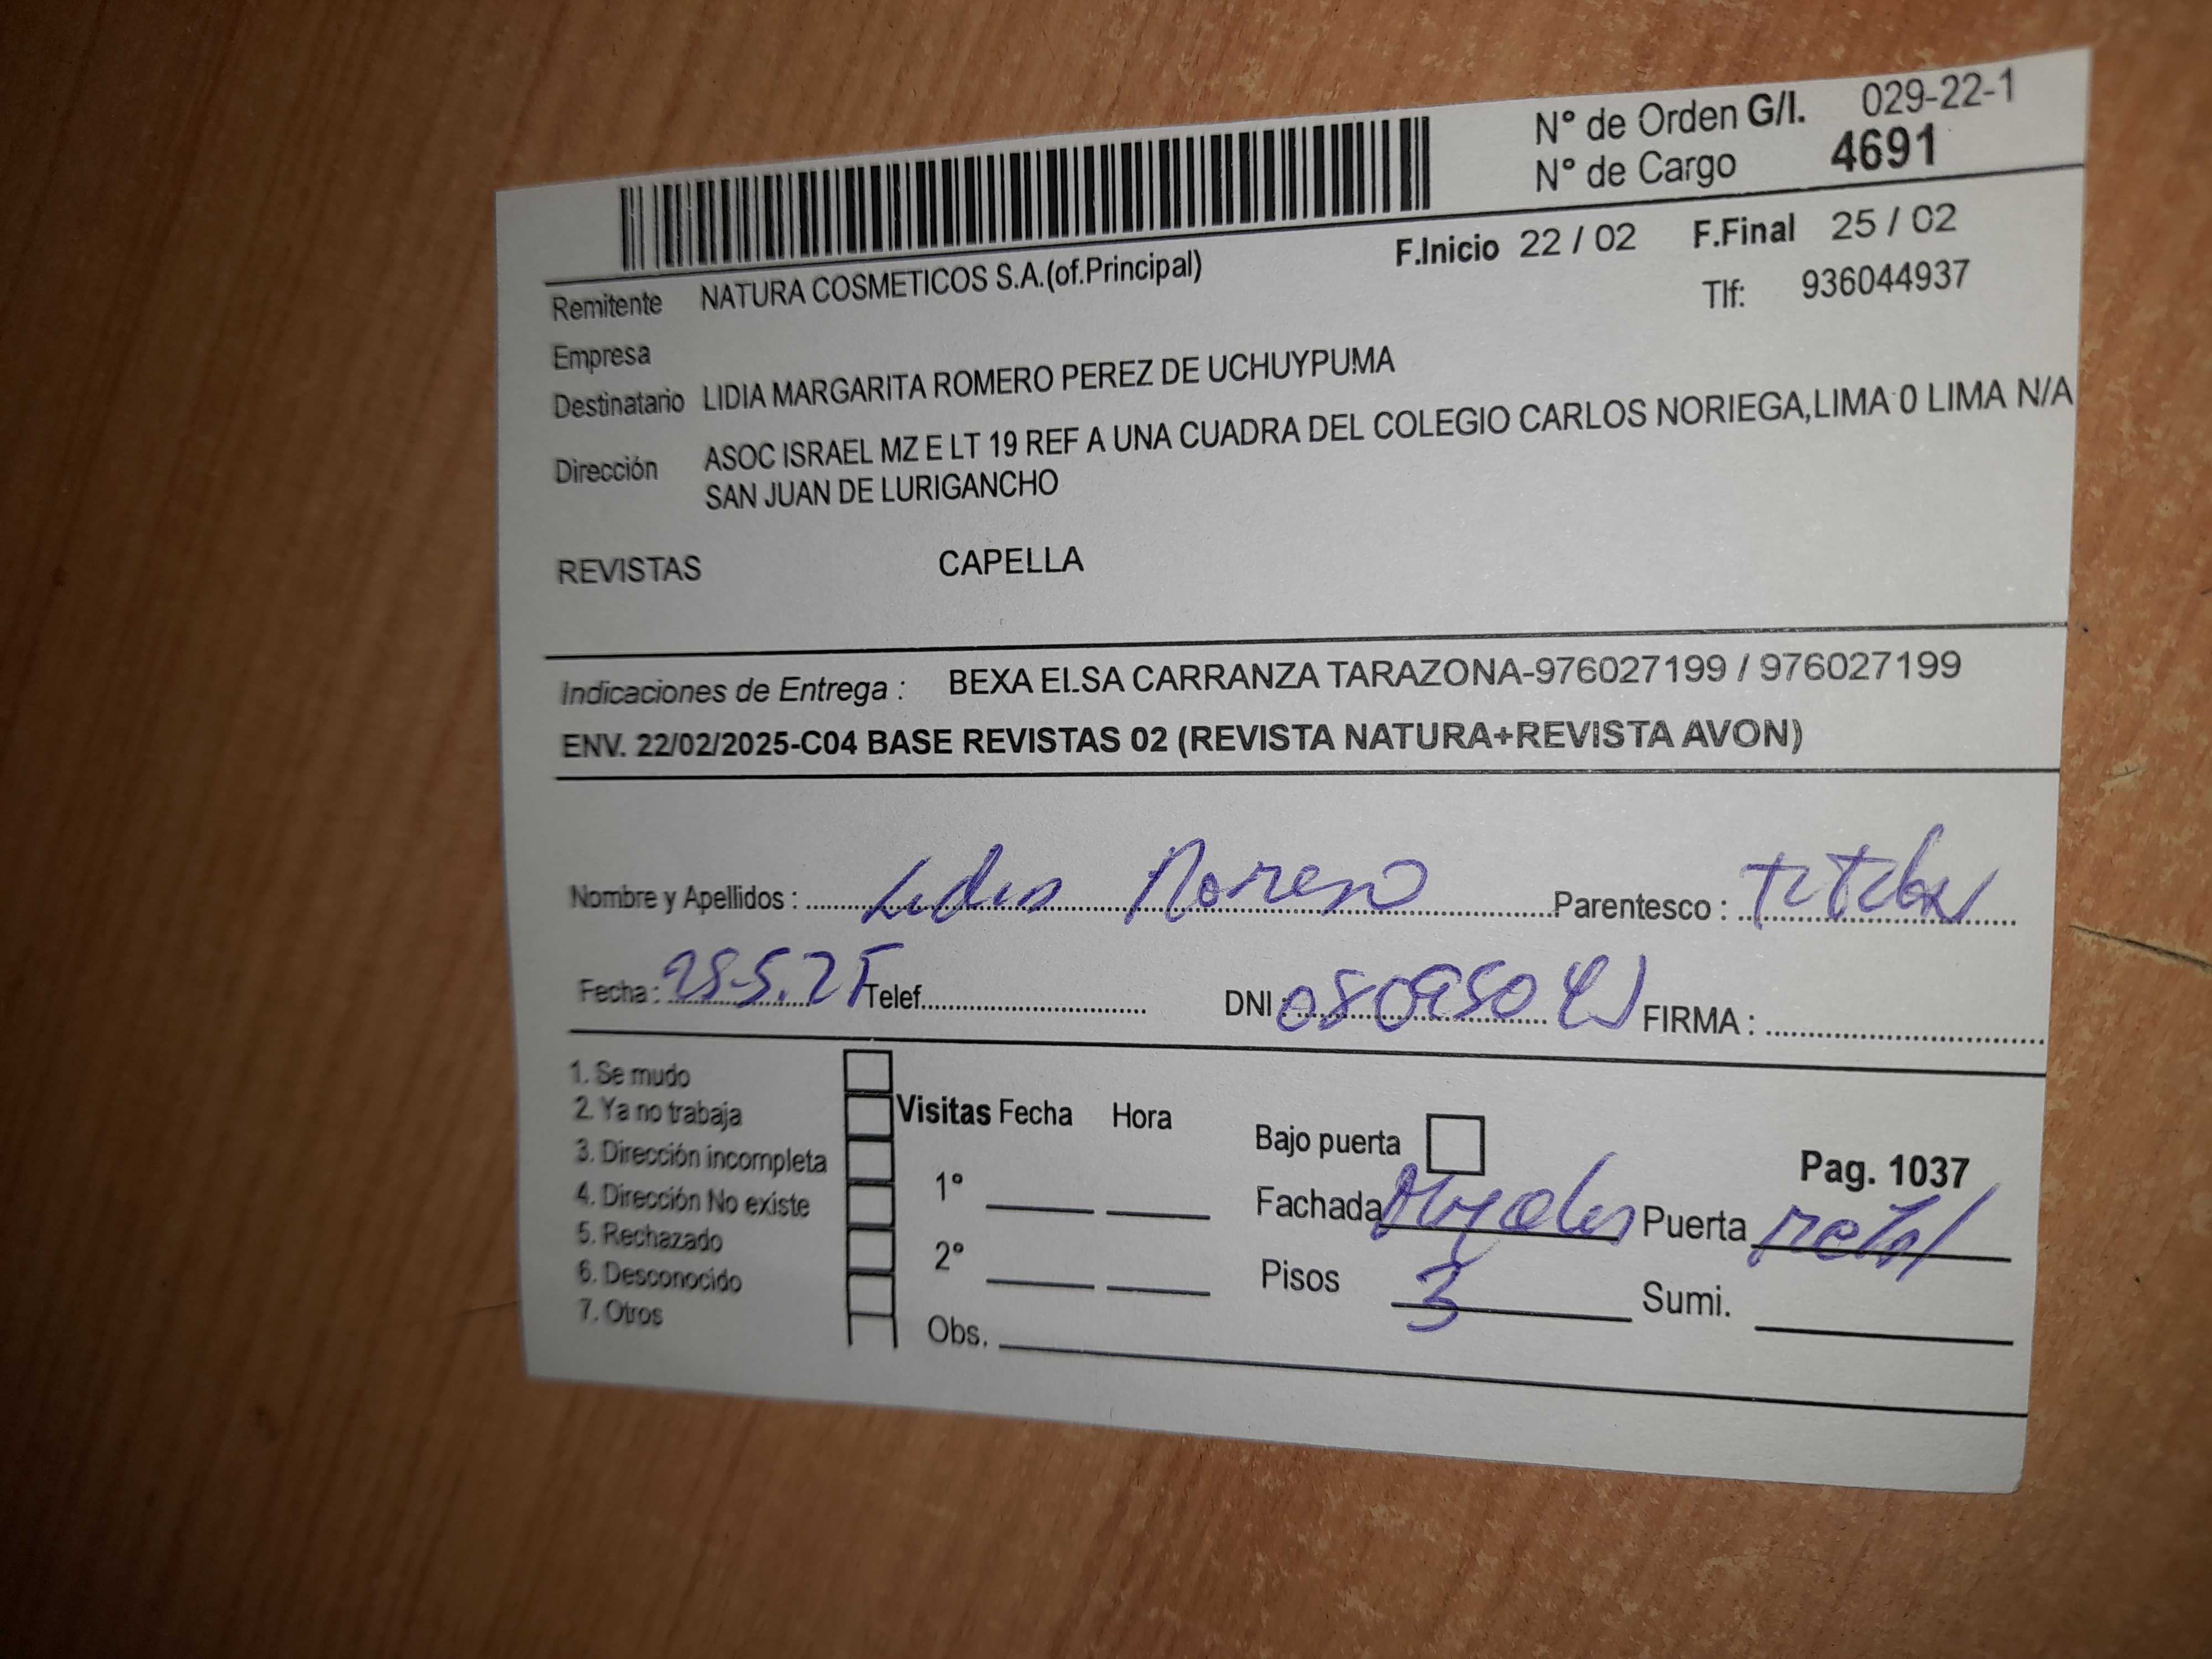 N° de Orden G/I. 029-22-1
N° de Cargo 4691
F.Inicio 22 / 02 F.Final 25 / 02
Remitente NATURA COSMETICOS S.A.(of.Principal)
Tlf: 936044937
Empresa
Destinatario LIDIA MARGARITA ROMERO PEREZ DE UCHUYPUMA
Dirección ASOC ISRAEL MZ E LT 19 REF A UNA CUADRA DEL COLEGIO CARLOS NORIEGA,LIMA 0 LIMA N/A
SAN JUAN DE LURIGANCHO
REVISTAS CAPELLA
Indicaciones de Entrega : BEXA ELSA CARRANZA TARAZONA-976027199 / 976027199
ENV. 22/02/2025-C04 BASE REVISTAS 02 (REVISTA NATURA+REVISTA AVON)
Nombre y Apellidos : Parentesco : titular
Fecha : Telef. DNI : FIRMA :
1. Se mudo
2. Ya no trabaja
3. Dirección incompleta
4. Dirección No existe
5. Rechazado
6. Desconocido
7. Otros
Visitas Fecha Hora
1°
2°
Obs.
Bajo puerta
Pag. 1037
Fachada Puerta metal
Pisos 3 Sumi.